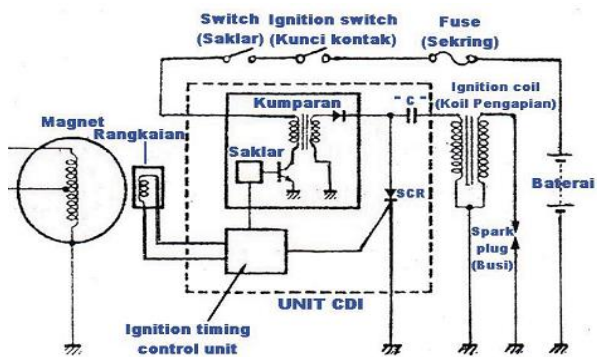 Switch
(Saklar)
Ignition switch
(Kunci kontak)
Fuse
(Sekring)
Ignition coil
(Koil Pengapian)
Magnet
Rangkaian
Kumparan
" C "
Saklar
SCR
Baterai
Spark
plug
(Busi)
UNIT CDI
Ignition timing
control unit